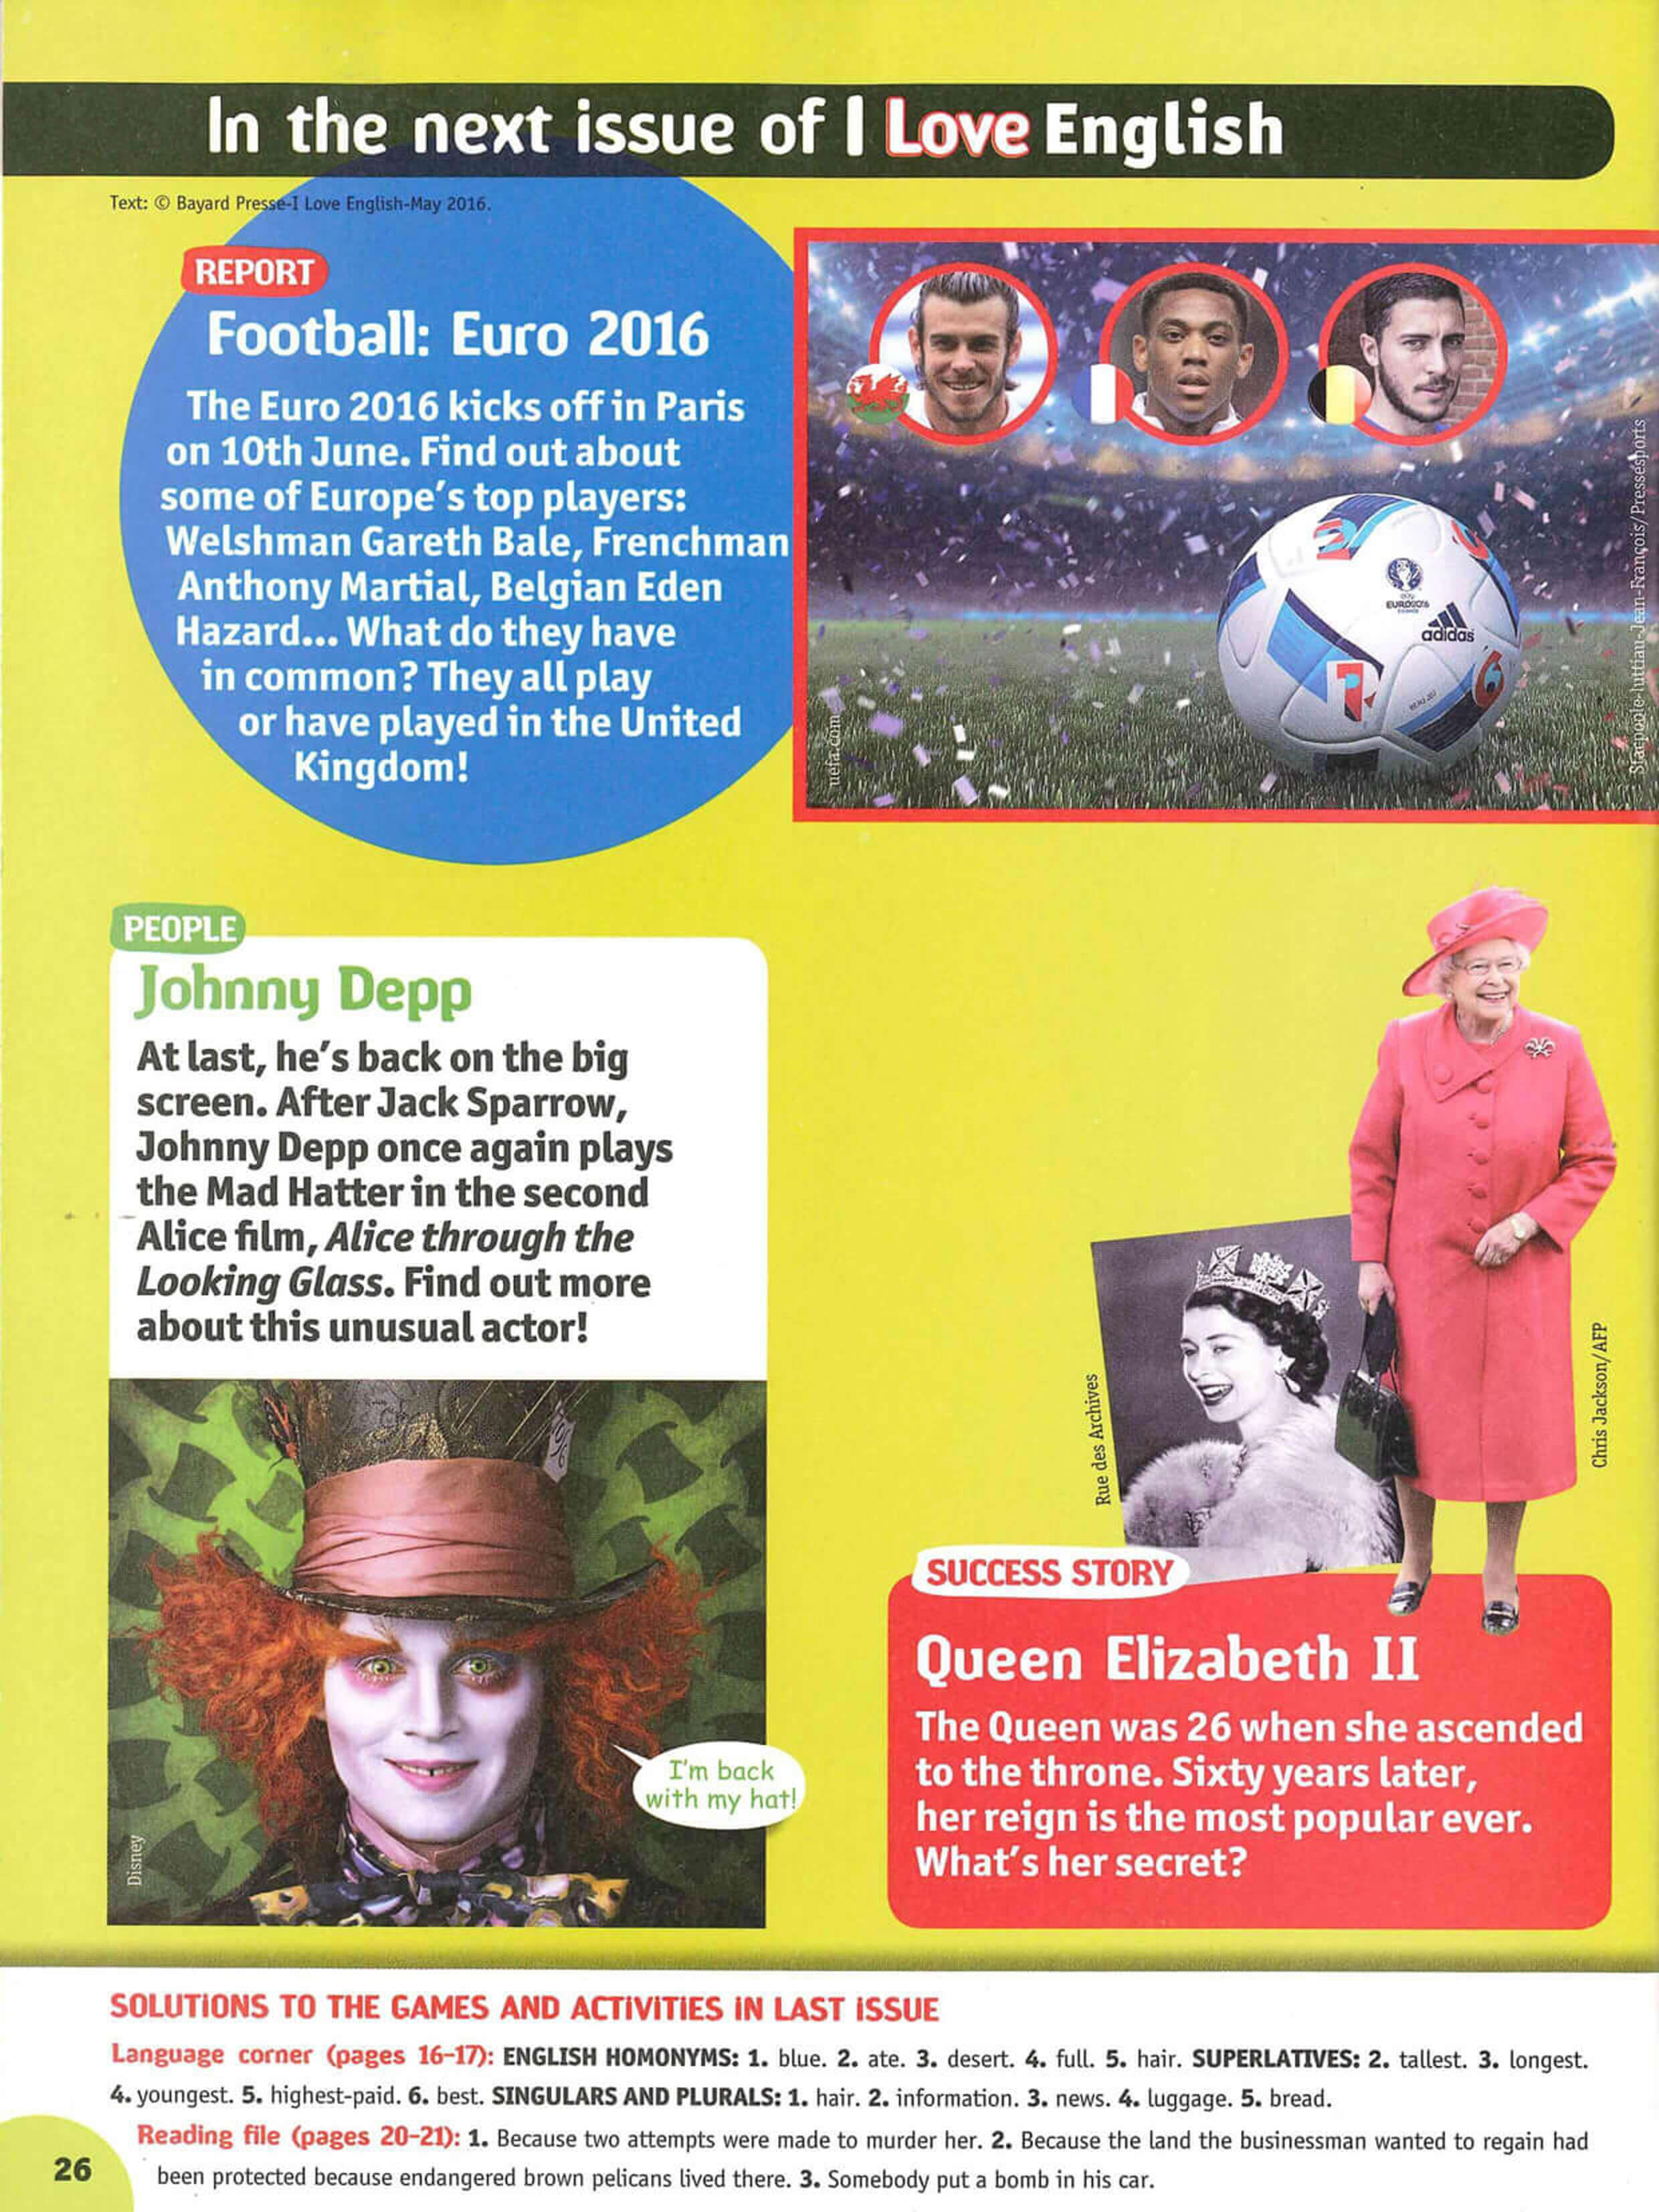 In the next issue of I Love English
Text: © Bayard Presse-I Love English-May 2016.
REPORT
Football: Euro 2016
The Euro 2016 kicks off in Paris
on 10th June. Find out about
some of Europe's top players:
Welshman Gareth Bale, Frenchman
Anthony Martial, Belgian Eden
Hazard... What do they have
in common? They all play
or have played in the United
Kingdom!
EURO2016
adidas
uefa.com
Stacpoole-Iuttiau-Jean-François/Pressesports
PEOPLE
Johnny Depp
At last, he's back on the big
screen. After Jack Sparrow,
Johnny Depp once again plays
the Mad Hatter in the second
Alice film, Alice through the
Looking Glass. Find out more
about this unusual actor!
I'm back
with my hat!
Disney
Rue des Archives
Chris Jackson/AFP
SUCCESS STORY
Queen Elizabeth II
The Queen was 26 when she ascended
to the throne. Sixty years later,
her reign is the most popular ever.
What's her secret?
SOLUTIONS TO THE GAMES AND ACTIVITIES IN LAST ISSUE
Language corner (pages 16-17): ENGLISH HOMONYMS: 1. blue. 2. ate. 3. desert. 4. full. 5. hair. SUPERLATIVES: 2. tallest. 3. longest.
4. youngest. 5. highest-paid. 6. best. SINGULARS AND PLURALS: 1. hair. 2. information. 3. news. 4. luggage. 5. bread.
Reading file (pages 20-21): 1. Because two attempts were made to murder her. 2. Because the land the businessman wanted to regain had
been protected because endangered brown pelicans lived there. 3. Somebody put a bomb in his car.
26